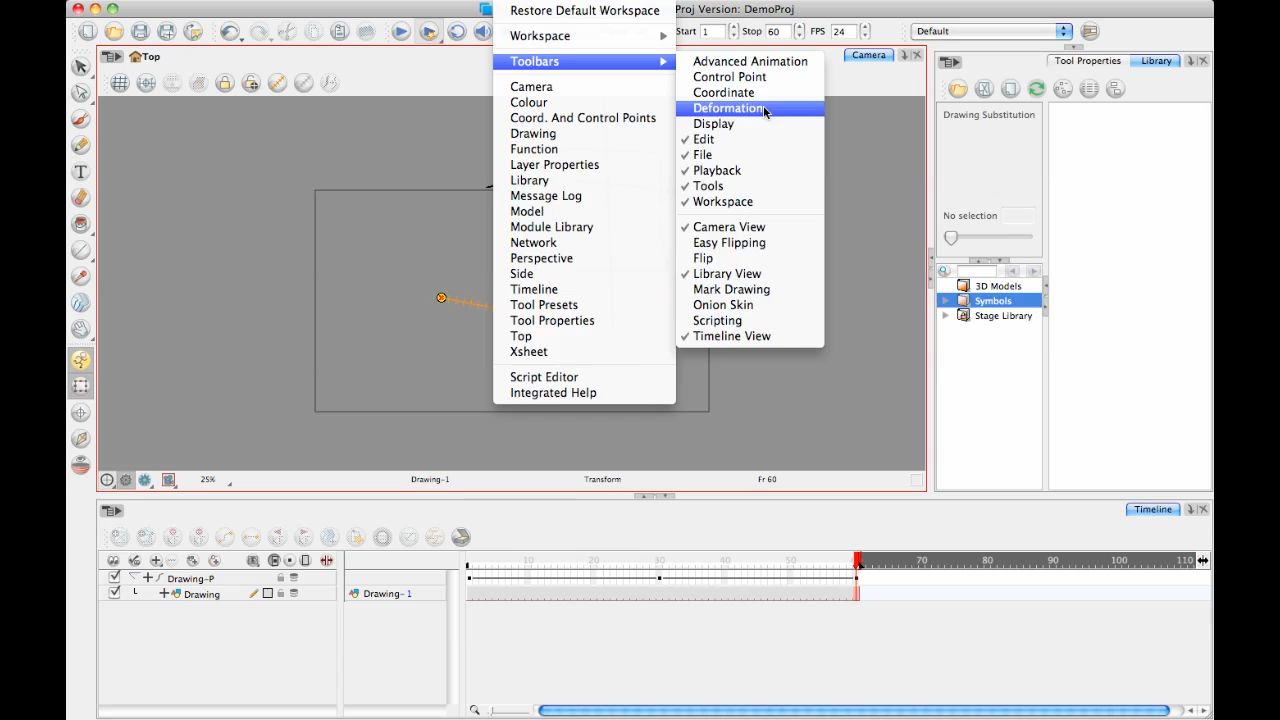 Proj Version: DemoProj
Start 1 Stop 60 FPS 24 Default
Top
Camera
Restore Default Workspace
Workspace
Toolbars
Camera
Colour
Coord. And Control Points
Drawing
Function
Layer Properties
Library
Message Log
Model
Module Library
Network
Perspective
Side
Timeline
Tool Presets
Tool Properties
Top
Xsheet
Script Editor
Integrated Help
Advanced Animation
Control Point
Coordinate
Deformation
Display
Edit
File
Playback
Tools
Workspace
Camera View
Easy Flipping
Flip
Library View
Mark Drawing
Onion Skin
Scripting
Timeline View
Tool Properties Library
Drawing Substitution
No selection
3D Models
Symbols
Stage Library
25% Drawing-1 Transform Fr 60
Timeline
10 20 30 40 50 70 80 90 100 110
Drawing-P
Drawing Drawing- 1